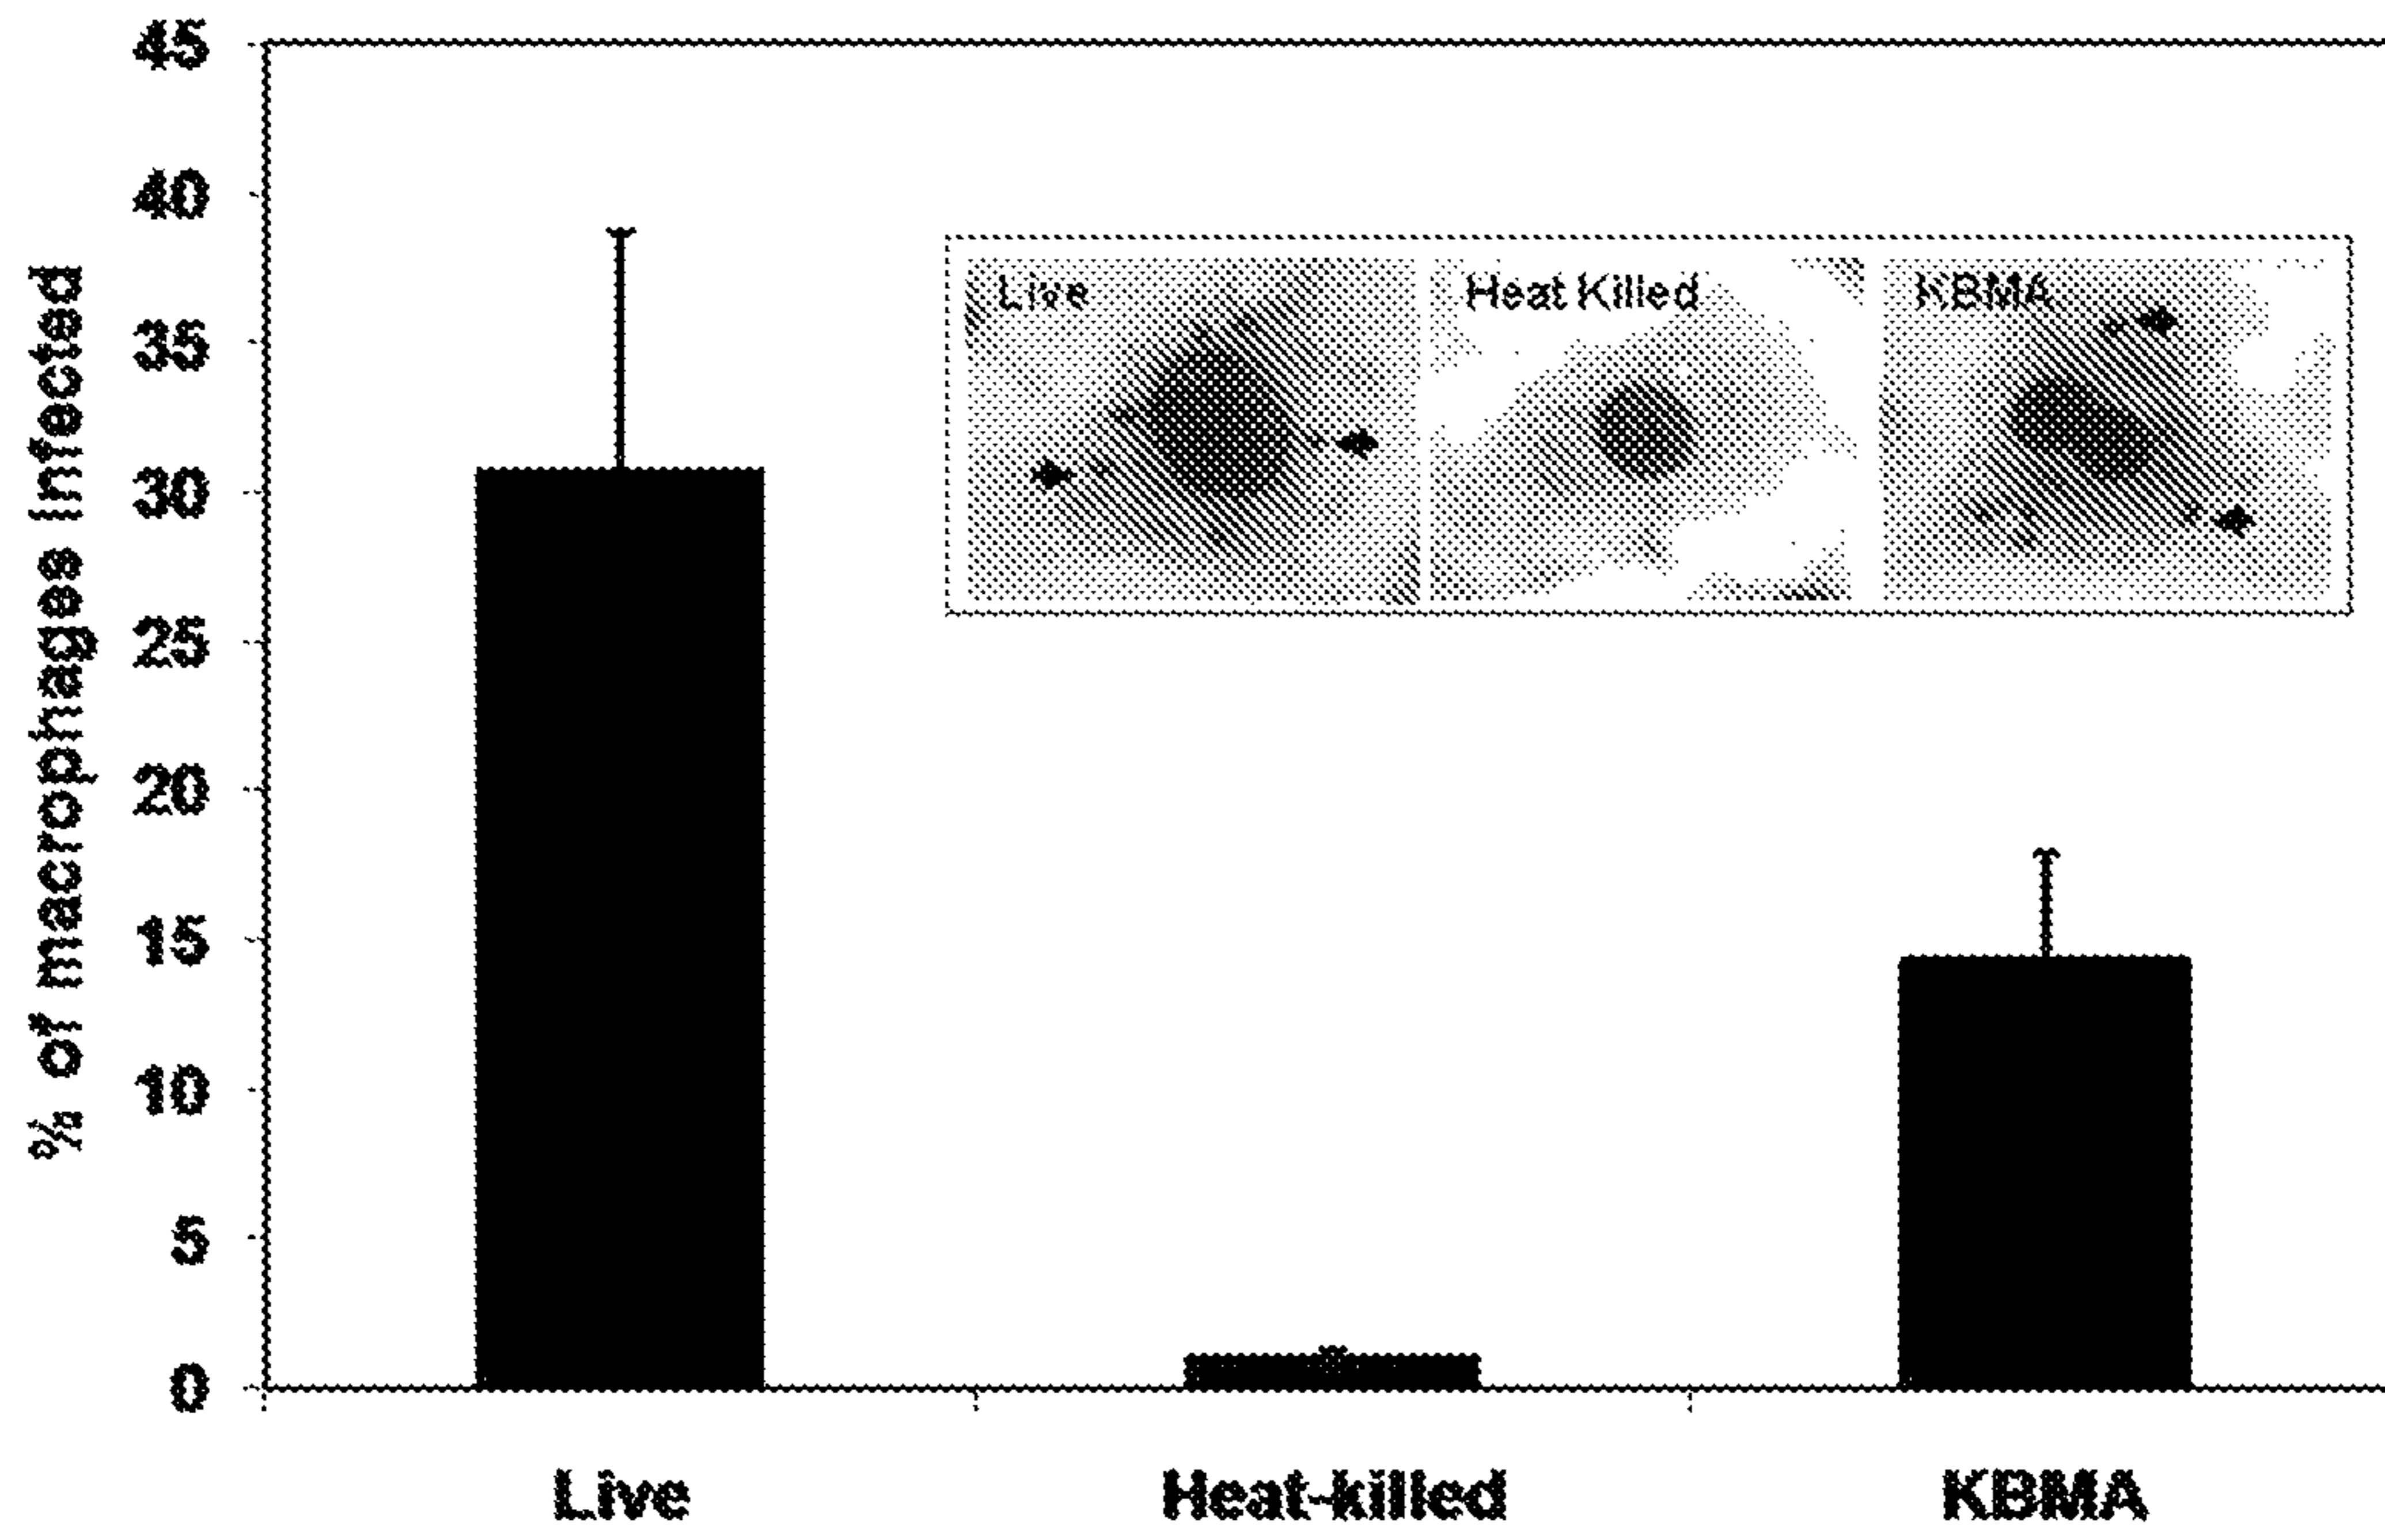 % of macrophages infected
45
40
35
30
25
20
15
10
5
0
Live
Heat Killed
KBMA
Live
Heat-killed
KBMA